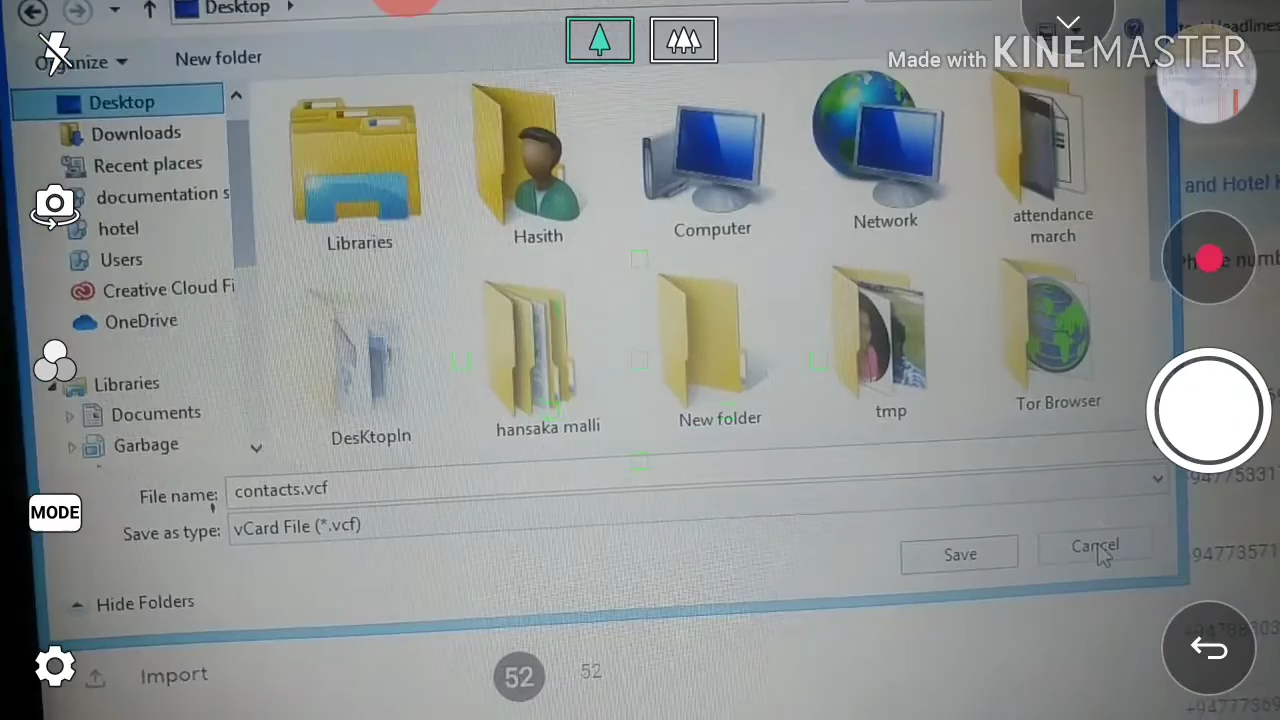 Desktop
Organize
New folder
Made with KINEMASTER
Desktop
Downloads
Recent places
documentation s
hotel
Users
Creative Cloud Fi
OneDrive
Libraries
Documents
Garbage
Libraries
Hasith
Computer
Network
attendance
march
DesKtopIn
hansaka malli
New folder
tmp
Tor Browser
File name:
contacts.vcf
Save as type:
vCard File (*.vcf)
Save
Cancel
Hide Folders
MODE
Import
52
52
and Hotel